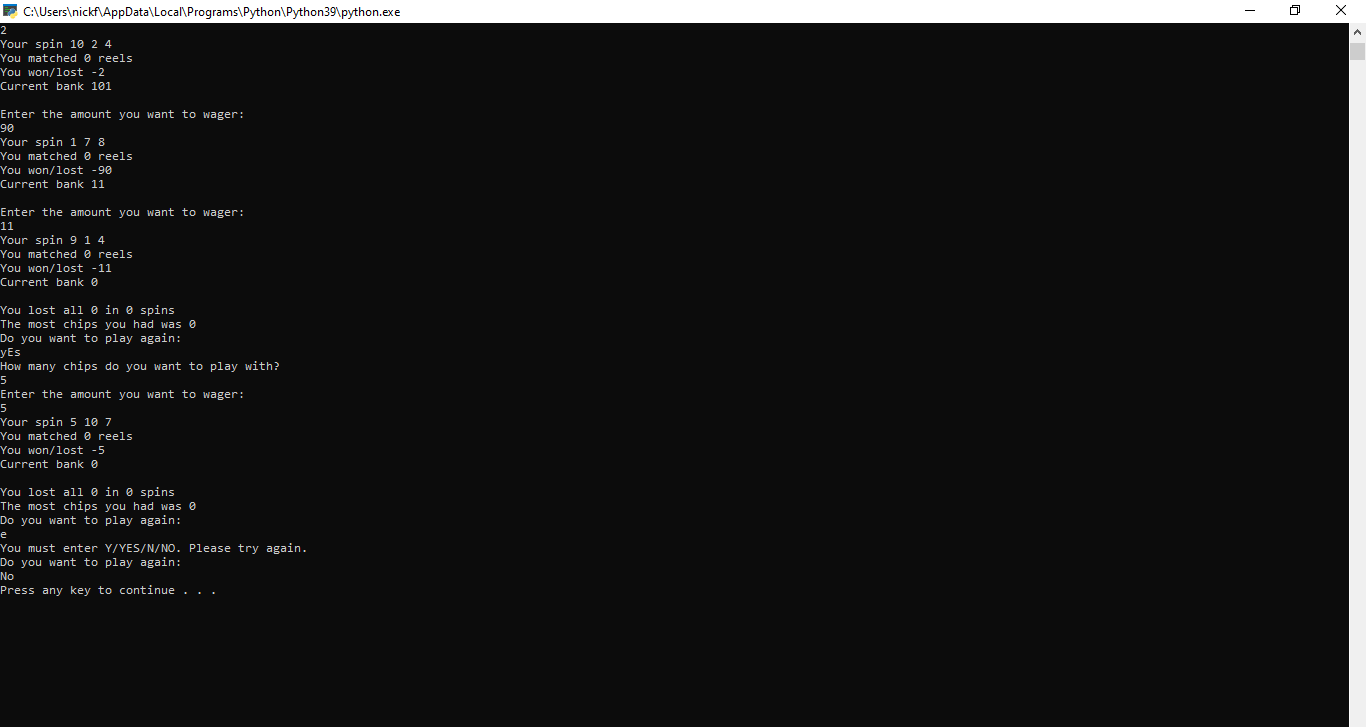 C:\Users\nickf\AppData\Local\Programs\Python\Python39\python.exe
2
Your spin 10 2 4
You matched 0 reels
You won/lost -2
Current bank 101
Enter the amount you want to wager:
90
Your spin 1 7 8
You matched 0 reels
You won/lost -90
Current bank 11
Enter the amount you want to wager:
11
Your spin 9 1 4
You matched 0 reels
You won/lost -11
Current bank 0
You lost all 0 in 0 spins
The most chips you had was 0
Do you want to play again:
yEs
How many chips do you want to play with?
5
Enter the amount you want to wager:
5
Your spin 5 10 7
You matched 0 reels
You won/lost -5
Current bank 0
You lost all 0 in 0 spins
The most chips you had was 0
Do you want to play again:
e
You must enter Y/YES/N/NO. Please try again.
Do you want to play again:
No
Press any key to continue . . .